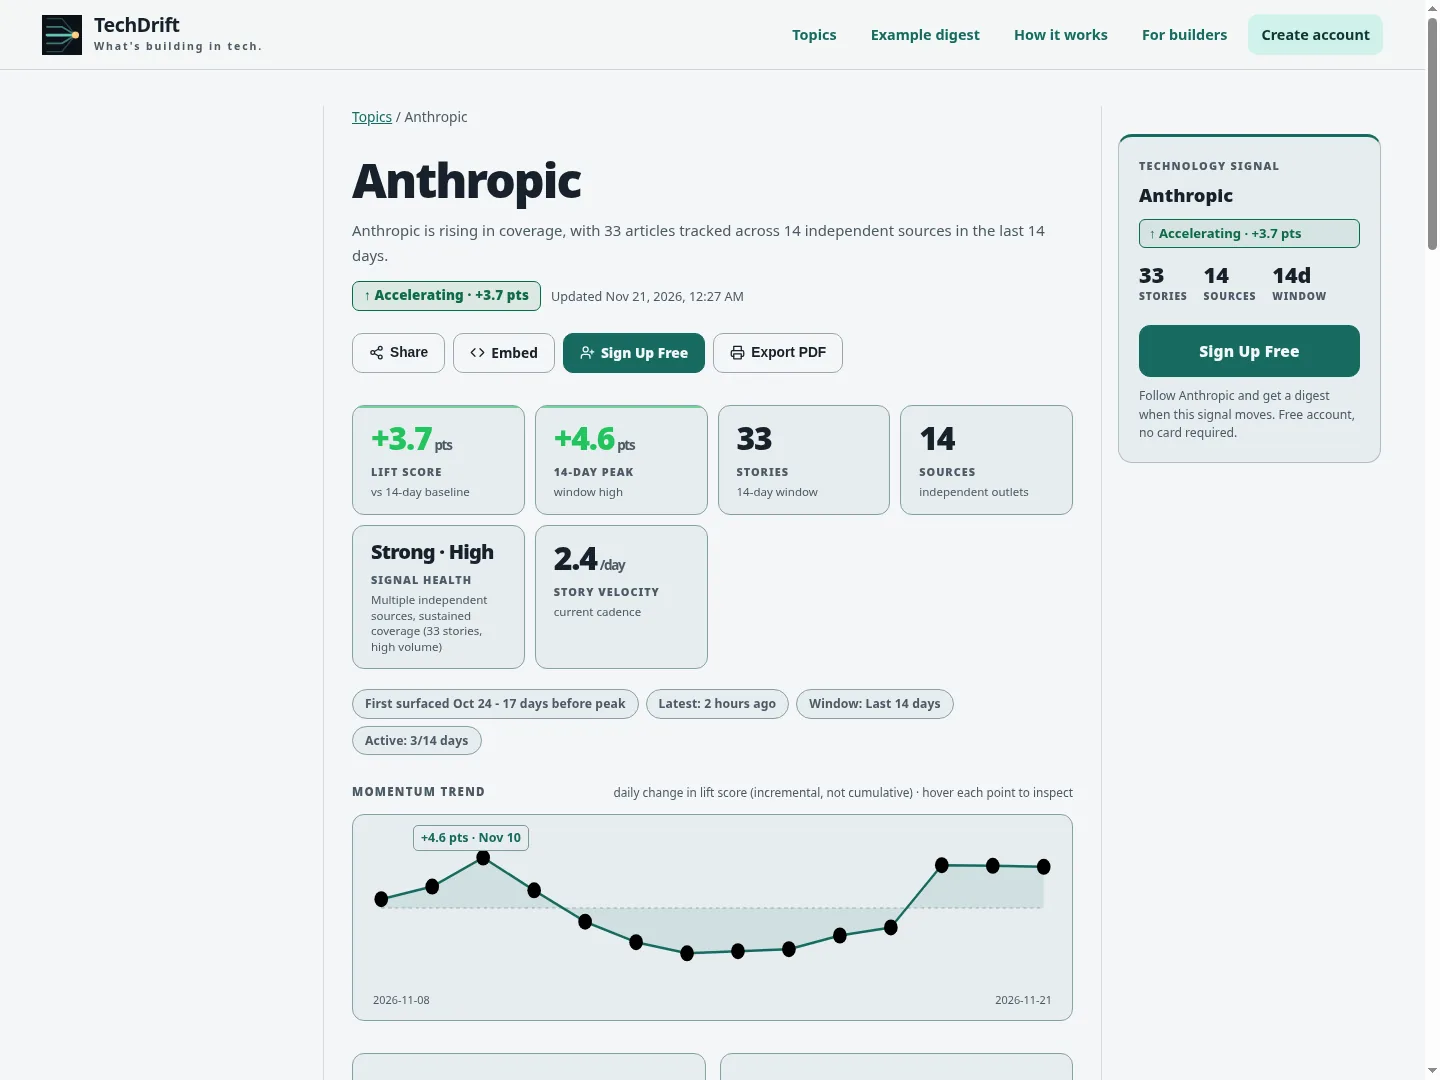 TechDrift
What's building in tech.
Topics
Example digest
How it works
For builders
Create account
Topics / Anthropic
Anthropic
Anthropic is rising in coverage, with 33 articles tracked across 14 independent sources in the last 14
days.
↑ Accelerating · +3.7 pts
Updated Nov 21, 2026, 12:27 AM
Share
Embed
Sign Up Free
Export PDF
+3.7 pts
LIFT SCORE
vs 14-day baseline
+4.6 pts
14-DAY PEAK
window high
33
STORIES
14-day window
14
SOURCES
independent outlets
Strong · High
SIGNAL HEALTH
Multiple independent
sources, sustained
coverage (33 stories,
high volume)
2.4 /day
STORY VELOCITY
current cadence
First surfaced Oct 24 - 17 days before peak
Latest: 2 hours ago
Window: Last 14 days
Active: 3/14 days
MOMENTUM TREND
daily change in lift score (incremental, not cumulative) · hover each point to inspect
+4.6 pts · Nov 10
2026-11-08
2026-11-21
TECHNOLOGY SIGNAL
Anthropic
↑ Accelerating · +3.7 pts
33
STORIES
14
SOURCES
14d
WINDOW
Sign Up Free
Follow Anthropic and get a digest
when this signal moves. Free account,
no card required.